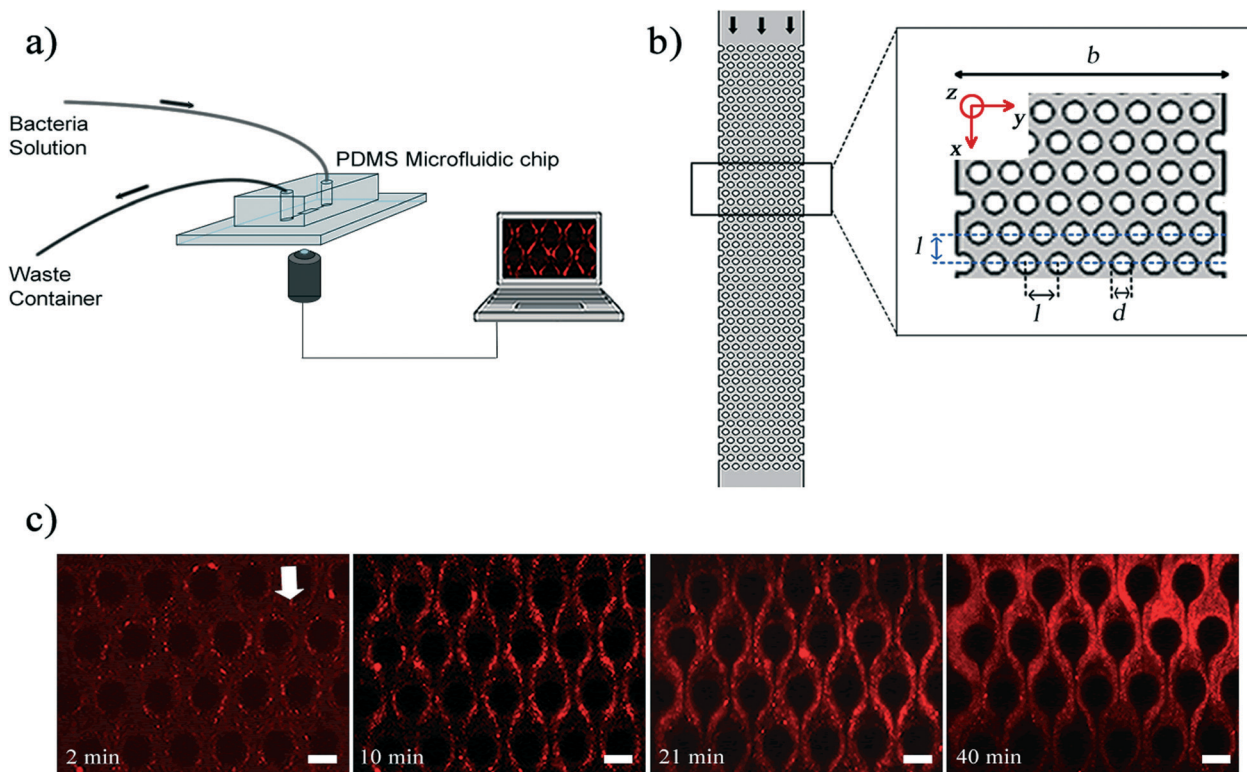 a)
Bacteria
Solution
PDMS Microfluidic chip
Waste
Container
b)
b
z
y
x
l
l
d
c)
2 min
10 min
21 min
40 min